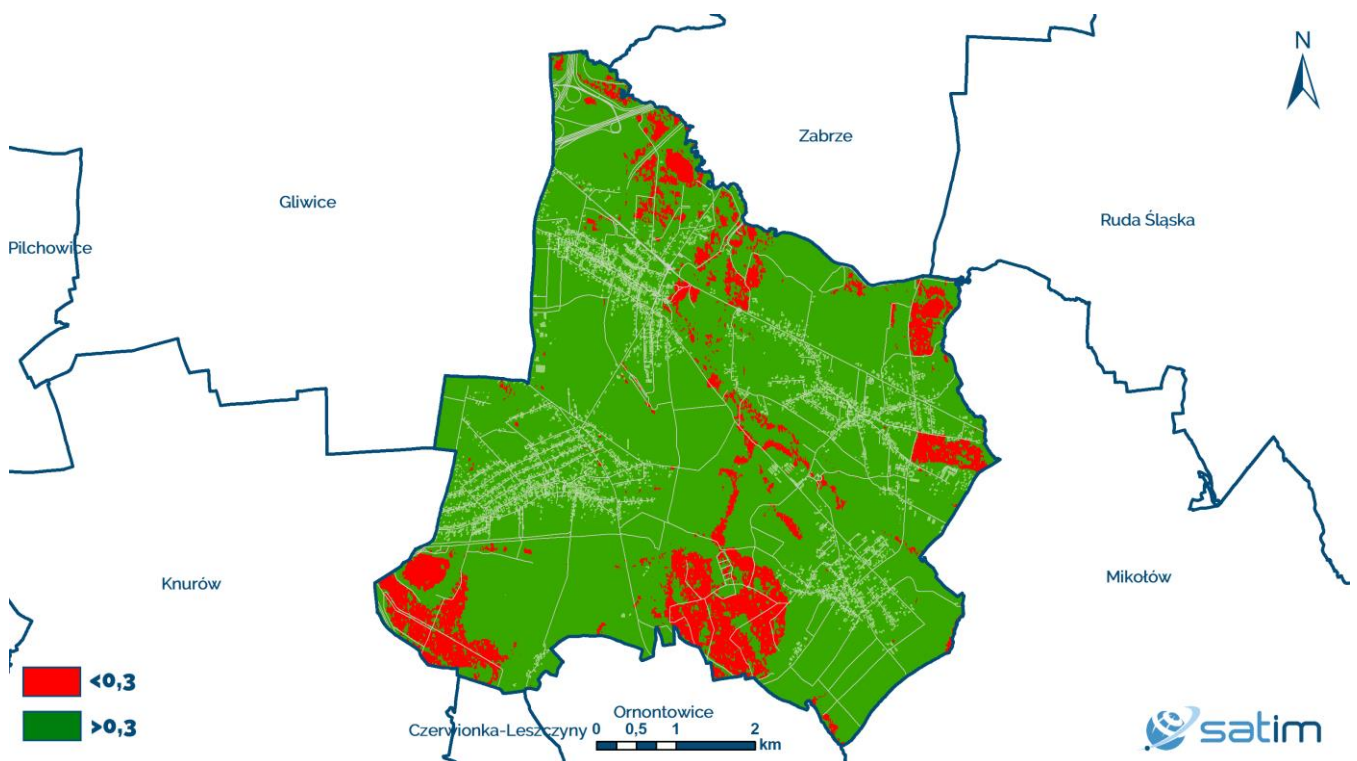 N
Zabrze
Gliwice
Ruda Śląska
Pilchowice
Knurów
Mikołów
<0,3
>0,3
Ornontowice
Czerwionka-Leszczyny
0 0,5 1 2
km
satim